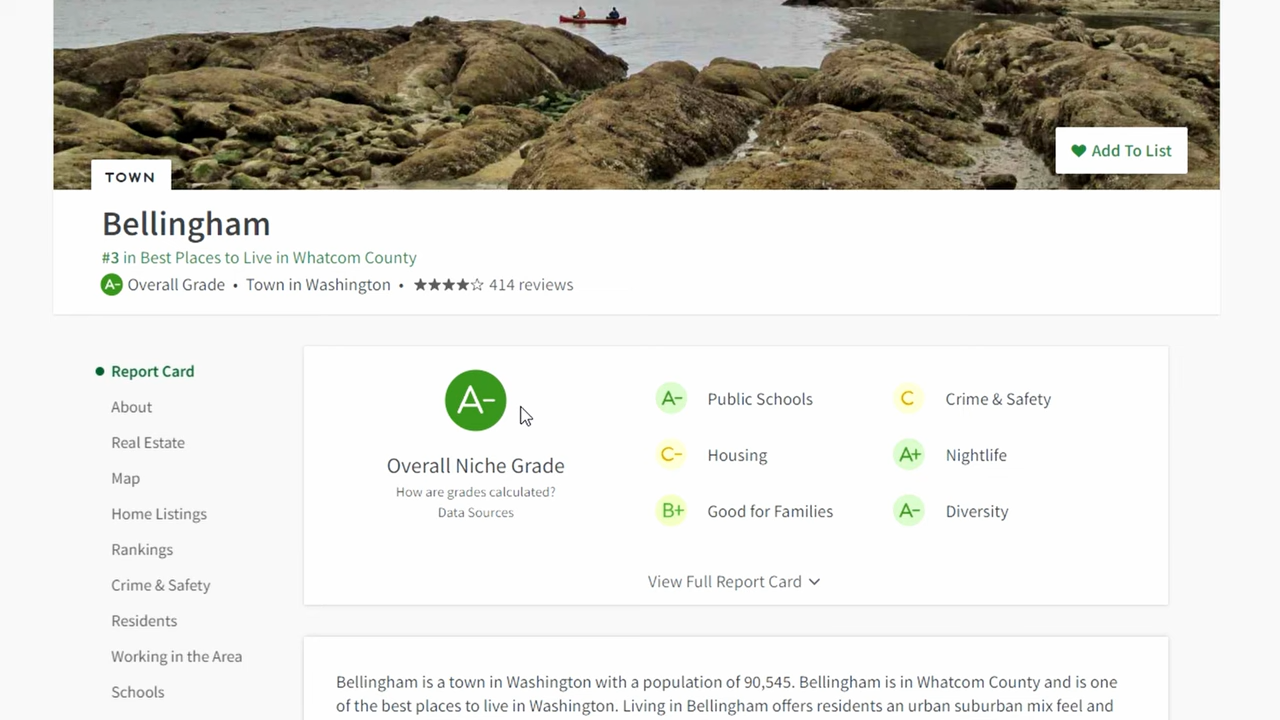 Add To List
TOWN
Bellingham
#3 in Best Places to Live in Whatcom County
A- Overall Grade • Town in Washington • ★★★★☆ 414 reviews
Report Card
About
Real Estate
Map
Home Listings
Rankings
Crime & Safety
Residents
Working in the Area
Schools
A-
Overall Niche Grade
How are grades calculated?
Data Sources
A- Public Schools
C Crime & Safety
C- Housing
A+ Nightlife
B+ Good for Families
A- Diversity
View Full Report Card
Bellingham is a town in Washington with a population of 90,545. Bellingham is in Whatcom County and is one
of the best places to live in Washington. Living in Bellingham offers residents an urban suburban mix feel and